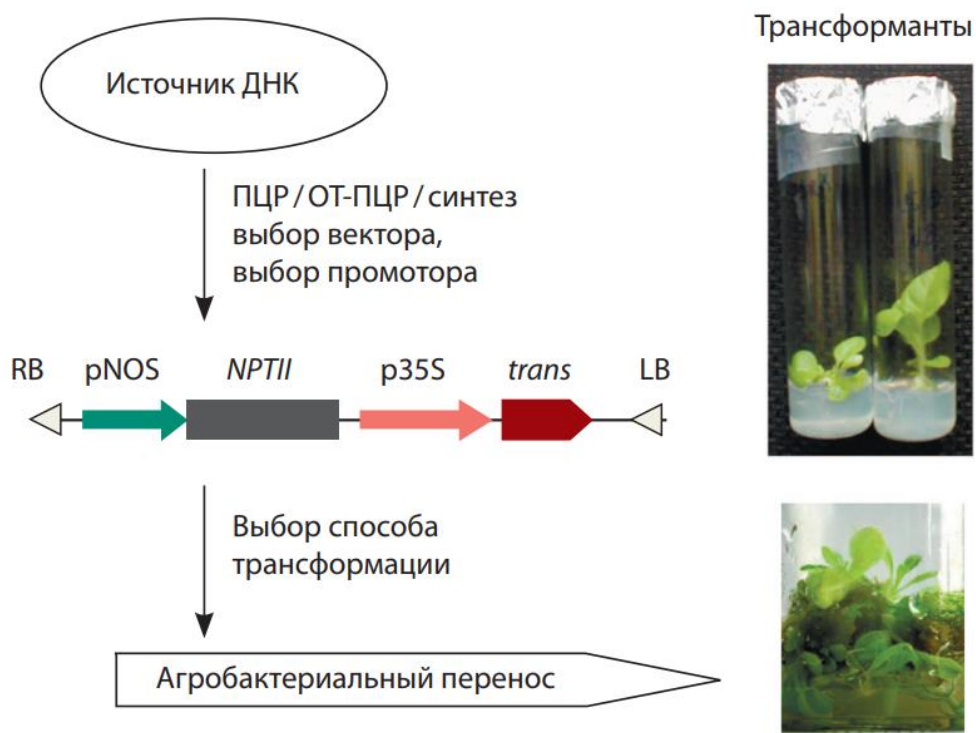 Трансформанты
Источник ДНК
ПЦР / ОТ-ПЦР / синтез
выбор вектора,
выбор промотора
RB pNOS NPTII p35S trans LB
Выбор способа
трансформации
Агробактериальный перенос